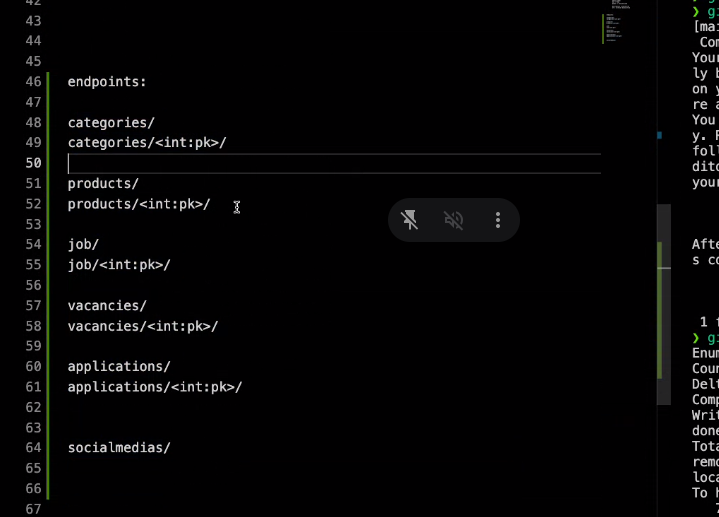 42
43
44
45
46 endpoints:
47
48 categories/
49 categories/<int:pk>/
50
51 products/
52 products/<int:pk>/
53
54 job/
55 job/<int:pk>/
56
57 vacancies/
58 vacancies/<int:pk>/
59
60 applications/
61 applications/<int:pk>/
62
63
64 socialmedias/
65
66
67
❯ gi
[mai
Com
Your
ly b
on y
re a
You
y. R
foll
dito
your
Afte
s co
1 f
❯ gi
Enum
Coun
Delt
Comp
Writ
done
Tota
remo
loca
To h